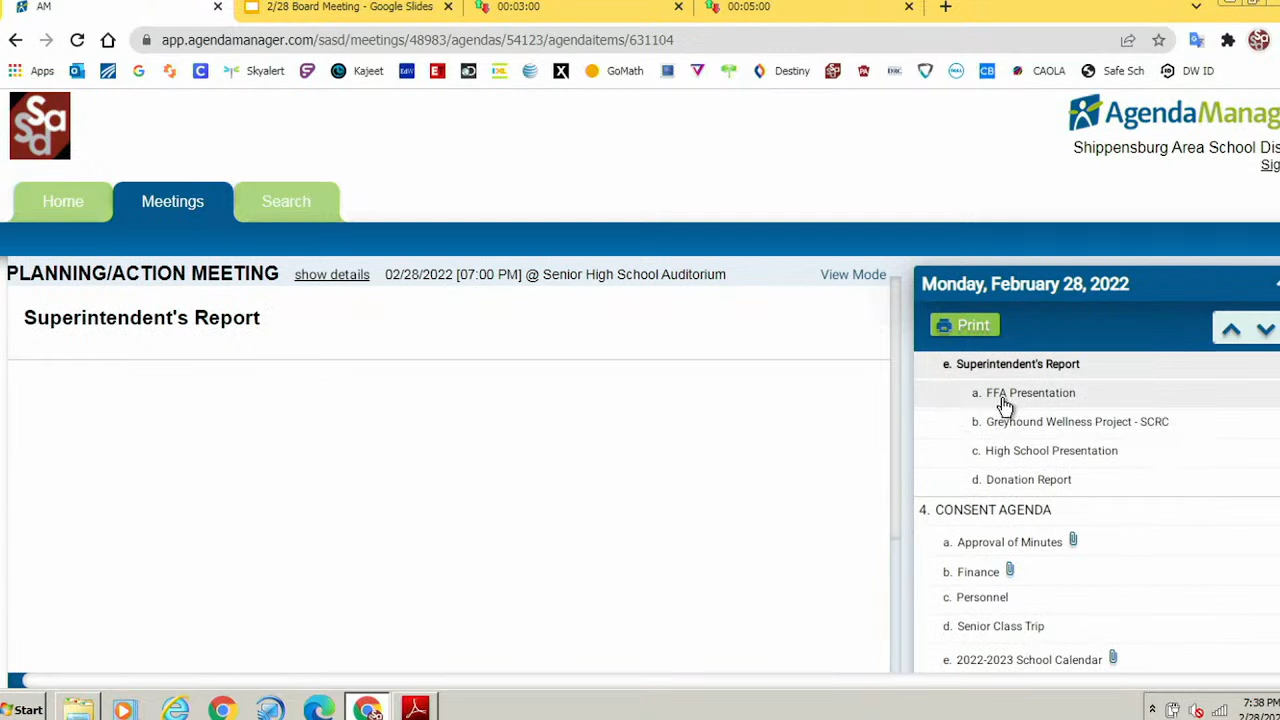 AM
2/28 Board Meeting - Google Slides
00:03:00
00:05:00
app.agendamanager.com/sasd/meetings/48983/agendas/54123/agendaitems/631104
Apps
Skyalert
Kajeet
GoMath
Destiny
CAOLA
Safe Sch
DW ID
Sa
sd
AgendaManag
Shippensburg Area School Dis
Sig
Home
Meetings
Search
PLANNING/ACTION MEETING show details 02/28/2022 [07:00 PM] @ Senior High School Auditorium View Mode
Superintendent's Report
Monday, February 28, 2022
Print
e. Superintendent's Report
a. FFA Presentation
b. Greyhound Wellness Project - SCRC
c. High School Presentation
d. Donation Report
4. CONSENT AGENDA
a. Approval of Minutes
b. Finance
c. Personnel
d. Senior Class Trip
e. 2022-2023 School Calendar
Start
7:38 PM
2/28/20